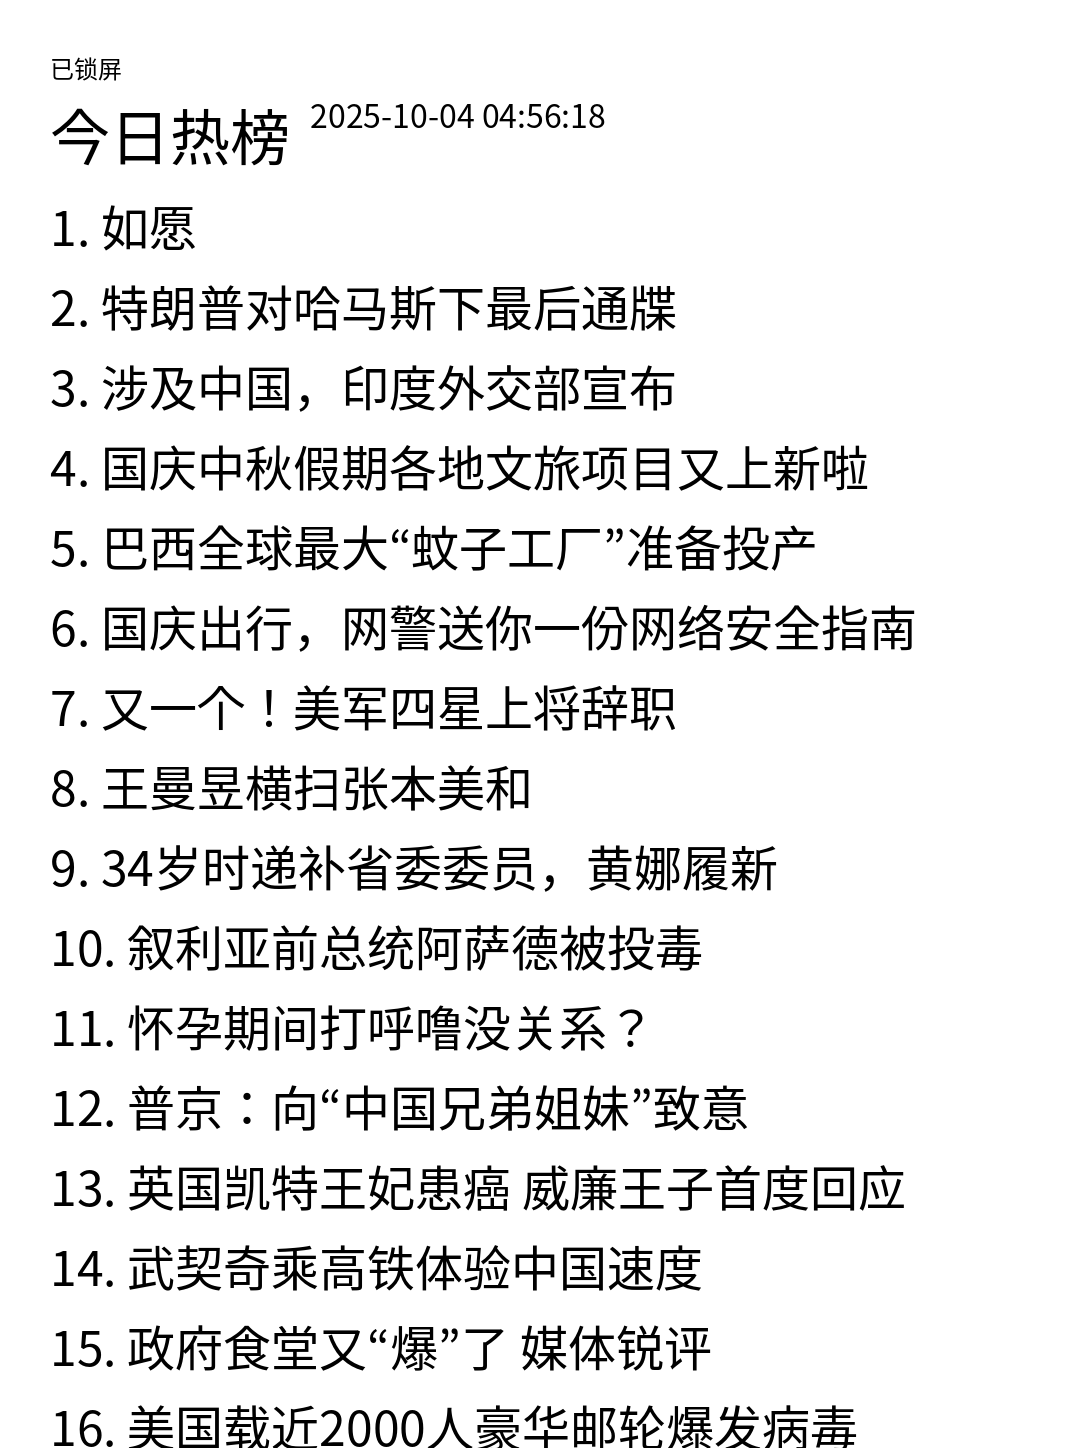 已锁屏
今日热榜 2025-10-04 04:56:18
1. 如愿
2. 特朗普对哈马斯下最后通牒
3. 涉及中国，印度外交部宣布
4. 国庆中秋假期各地文旅项目又上新啦
5. 巴西全球最大“蚊子工厂”准备投产
6. 国庆出行，网警送你一份网络安全指南
7. 又一个！美军四星上将辞职
8. 王曼昱横扫张本美和
9. 34岁时递补省委委员，黄娜履新
10. 叙利亚前总统阿萨德被投毒
11. 怀孕期间打呼噜没关系？
12. 普京：向“中国兄弟姐妹”致意
13. 英国凯特王妃患癌 威廉王子首度回应
14. 武契奇乘高铁体验中国速度
15. 政府食堂又“爆”了 媒体锐评
16. 美国载近2000人豪华邮轮爆发病毒